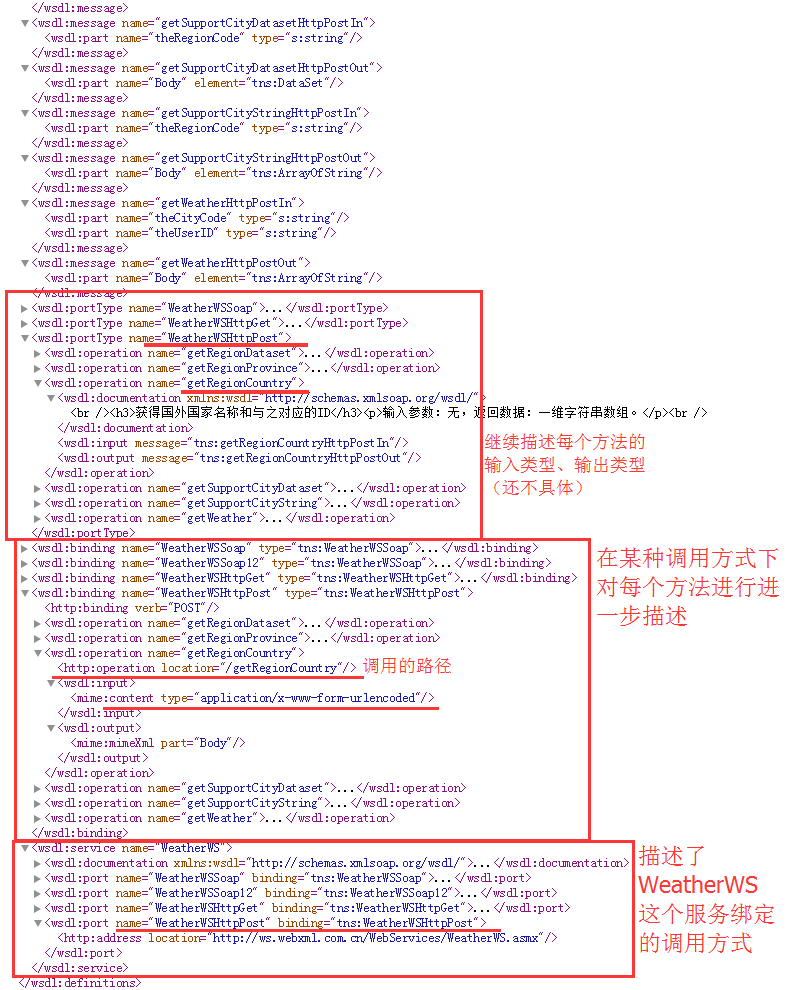 </wsdl:message>
▼<wsdl:message name="getSupportCityDatasetHttpPostIn">
<wsdl:part name="theRegionCode" type="s:string"/>
</wsdl:message>
▼<wsdl:message name="getSupportCityDatasetHttpPostOut">
<wsdl:part name="Body" element="tns:DataSet"/>
</wsdl:message>
▼<wsdl:message name="getSupportCityStringHttpPostIn">
<wsdl:part name="theRegionCode" type="s:string"/>
</wsdl:message>
▼<wsdl:message name="getSupportCityStringHttpPostOut">
<wsdl:part name="Body" element="tns:ArrayOfString"/>
</wsdl:message>
▼<wsdl:message name="getWeatherHttpPostIn">
<wsdl:part name="theCityCode" type="s:string"/>
<wsdl:part name="theUserID" type="s:string"/>
</wsdl:message>
▼<wsdl:message name="getWeatherHttpPostOut">
<wsdl:part name="Body" element="tns:ArrayOfString"/>
</wsdl:message>
▶<wsdl:portType name="WeatherWSSoap">...</wsdl:portType>
▶<wsdl:portType name="WeatherWSHttpGet">...</wsdl:portType>
▼<wsdl:portType name="WeatherWSHttpPost">
▶<wsdl:operation name="getRegionDataset">...</wsdl:operation>
▶<wsdl:operation name="getRegionProvince">...</wsdl:operation>
▼<wsdl:operation name="getRegionCountry">
▼<wsdl:documentation xmlns:wsdl="http://schemas.xmlsoap.org/wsdl/">
<br /><h3>获得国外国家名称和与之对应的ID</h3><p>输入参数：无，返回数据：一维字符串数组。</p><br />
</wsdl:documentation>
<wsdl:input message="tns:getRegionCountryHttpPostIn"/>
<wsdl:output message="tns:getRegionCountryHttpPostOut"/>
</wsdl:operation>
▶<wsdl:operation name="getSupportCityDataset">...</wsdl:operation>
▶<wsdl:operation name="getSupportCityString">...</wsdl:operation>
▶<wsdl:operation name="getWeather">...</wsdl:operation>
</wsdl:portType>
继续描述每个方法的
输入类型、输出类型
（还不具体）
▶<wsdl:binding name="WeatherWSSoap" type="tns:WeatherWSSoap">...</wsdl:binding>
▶<wsdl:binding name="WeatherWSSoap12" type="tns:WeatherWSSoap">...</wsdl:binding>
▶<wsdl:binding name="WeatherWSHttpGet" type="tns:WeatherWSHttpGet">...</wsdl:binding>
▼<wsdl:binding name="WeatherWSHttpPost" type="tns:WeatherWSHttpPost">
<http:binding verb="POST"/>
▶<wsdl:operation name="getRegionDataset">...</wsdl:operation>
▶<wsdl:operation name="getRegionProvince">...</wsdl:operation>
▼<wsdl:operation name="getRegionCountry">
<http:operation location="/getRegionCountry"/> 调用的路径
▼<wsdl:input>
<mime:content type="application/x-www-form-urlencoded"/>
</wsdl:input>
▼<wsdl:output>
<mime:mimeXml part="Body"/>
</wsdl:output>
</wsdl:operation>
▶<wsdl:operation name="getSupportCityDataset">...</wsdl:operation>
▶<wsdl:operation name="getSupportCityString">...</wsdl:operation>
▶<wsdl:operation name="getWeather">...</wsdl:operation>
</wsdl:binding>
在某种调用方式下
对每个方法进行进
一步描述
▼<wsdl:service name="WeatherWS">
▶<wsdl:documentation xmlns:wsdl="http://schemas.xmlsoap.org/wsdl/">...</wsdl:documentation>
▶<wsdl:port name="WeatherWSSoap" binding="tns:WeatherWSSoap">...</wsdl:port>
▶<wsdl:port name="WeatherWSSoap12" binding="tns:WeatherWSSoap12">...</wsdl:port>
▶<wsdl:port name="WeatherWSHttpGet" binding="tns:WeatherWSHttpGet">...</wsdl:port>
▼<wsdl:port name="WeatherWSHttpPost" binding="tns:WeatherWSHttpPost">
<http:address location="http://ws.webxml.com.cn/WebServices/WeatherWS.asmx"/>
</wsdl:port>
</wsdl:service>
</wsdl:definitions>
描述了
WeatherWS
这个服务绑定
的调用方式